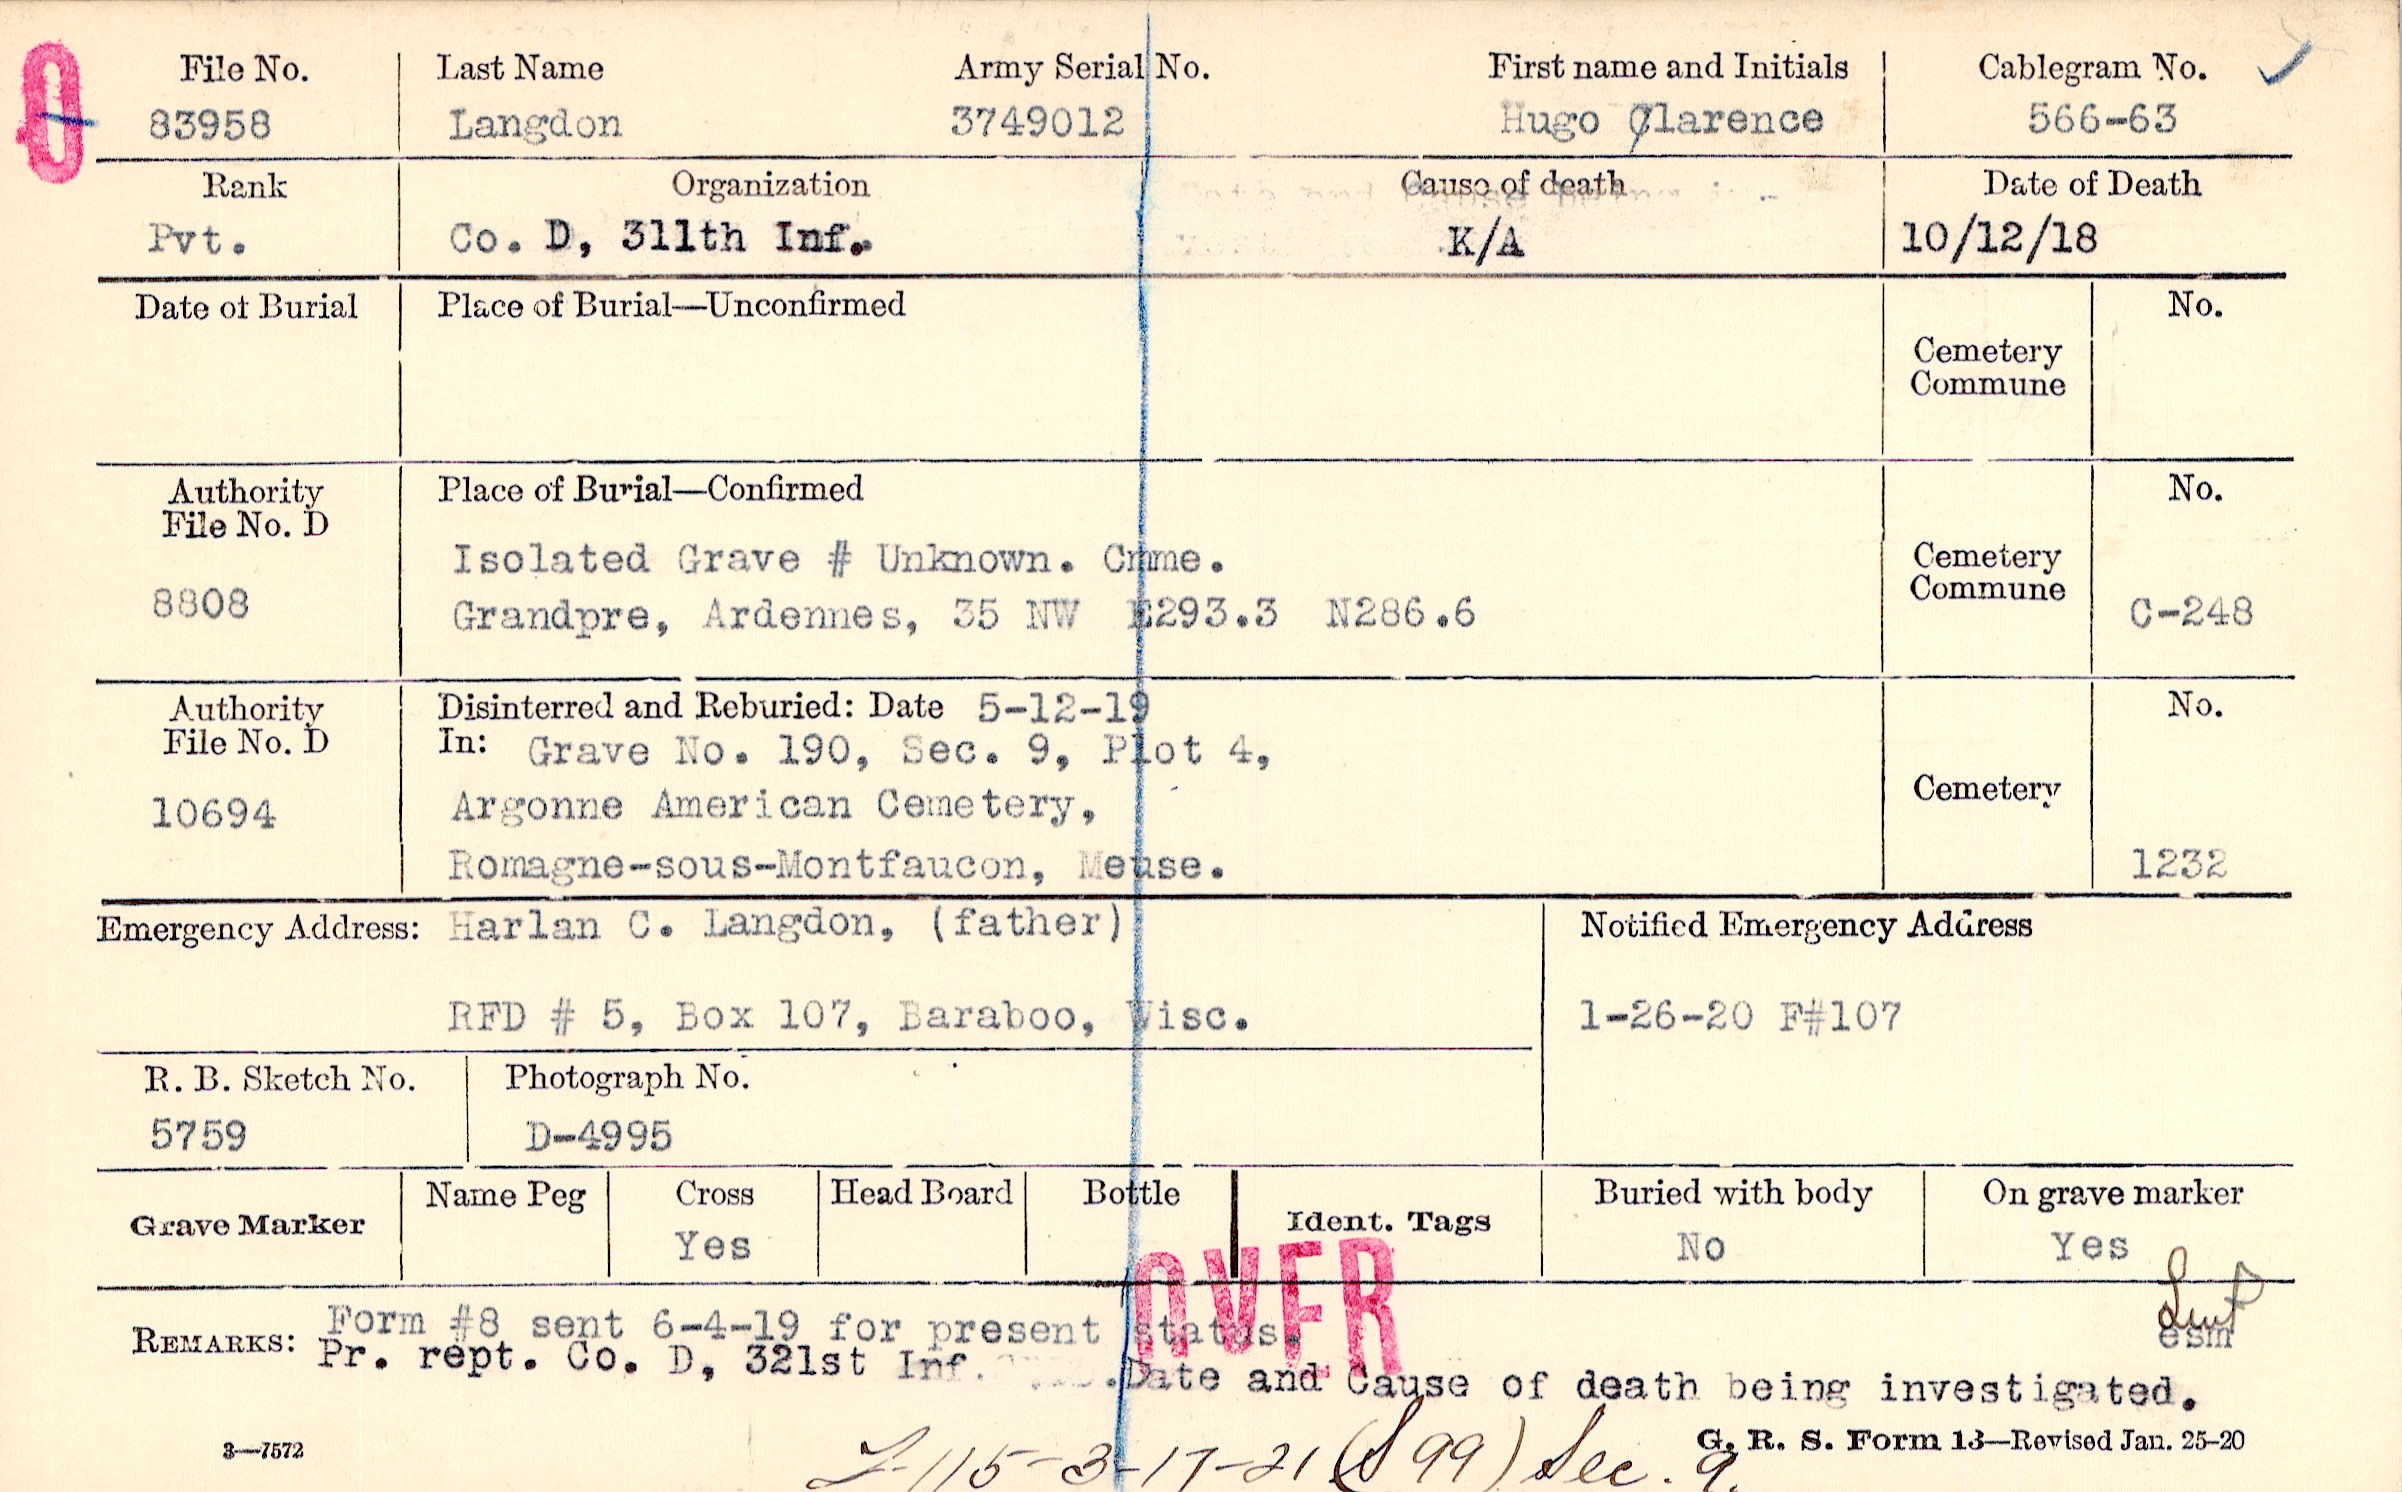 0
File No. Last Name Army Serial No. First name and Initials Cablegram No.
83958 Langdon 3749012 Hugo Clarence 566-63
Rank Organization Cause of death Date of Death
Pvt. Co. D, 311th Inf. K/A 10/12/18
Date of Burial Place of Burial—Unconfirmed No.
Cemetery
Commune
Authority Place of Burial—Confirmed No.
File No. D
Isolated Grave # Unknown. Cmme. Cemetery
Commune
8808 Grandpre, Ardennes, 35 NW E293.3 N286.6 C-248
Authority Disinterred and Reburied: Date 5-12-19 No.
File No. D In: Grave No. 190, Sec. 9, Plot 4,
10694 Argonne American Cemetery, Cemetery
Romagne-sous-Montfaucon, Meuse. 1232
Emergency Address: Harlan C. Langdon, (father) Notified Emergency Address
RFD # 5, Box 107, Baraboo, Wisc. 1-26-20 F#107
R. B. Sketch No. Photograph No.
5759 D-4995
Grave Marker Name Peg Cross Head Board Bottle Ident. Tags Buried with body On grave marker
Yes No Yes
OVER
REMARKS: Form #8 sent 6-4-19 for present status. esm
Pr. rept. Co. D, 321st Inf. .Date and Cause of death being investigated.
3—7572 G. R. S. Form 13—Revised Jan. 25-20
L-115-3-17-21 (S 99) Sec. 9.